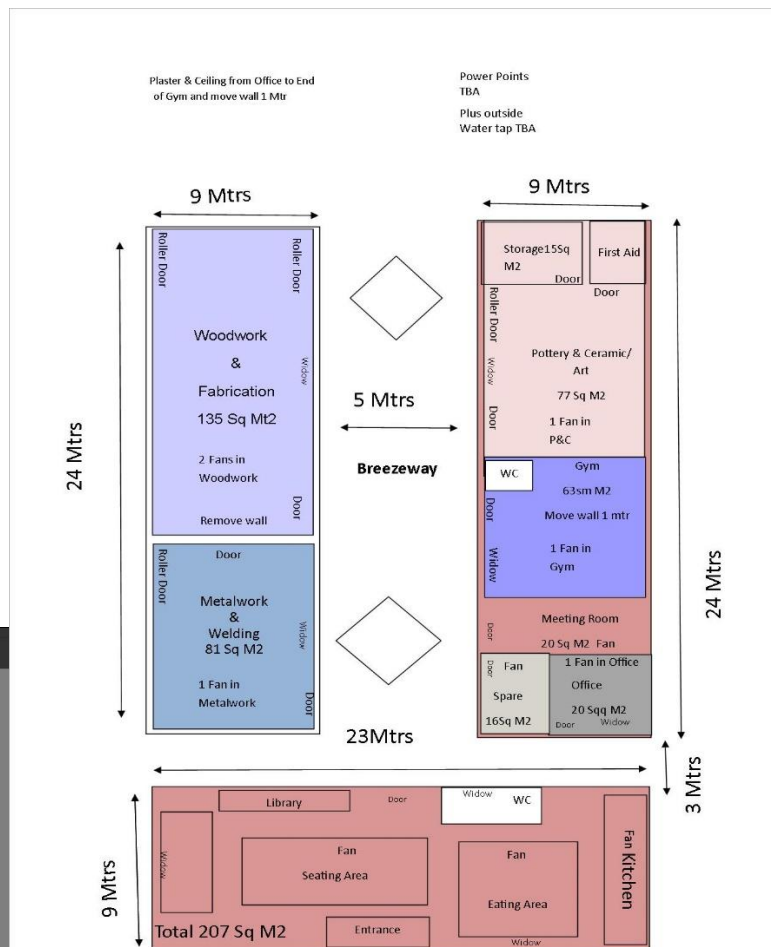 Plaster & Ceiling from Office to End
of Gym and move wall 1 Mtr
Power Points
TBA
Plus outside
Water tap TBA
9 Mtrs
9 Mtrs
24 Mtrs
Roller Door
Roller Door
Woodwork
&
Fabrication
135 Sq Mt2
Widow
2 Fans in
Woodwork
Door
Remove wall
Roller Door
Door
Metalwork
&
Welding
81 Sq M2
Widow
1 Fan in
Metalwork
Door
5 Mtrs
Breezeway
Storage15Sq
M2
Door
First Aid
Door
Roller Door
Widow
Door
Pottery & Ceramic/
Art
77 Sq M2
1 Fan in
P&C
WC
Gym
63sm M2
Move wall 1 mtr
Door
Widow
1 Fan in
Gym
Meeting Room
Door
20 Sq M2 Fan
Door
Fan
Spare
16Sq M2
1 Fan in Office
Office
20 Sqq M2
Door
Widow
24 Mtrs
23Mtrs
3 Mtrs
9 Mtrs
Library
Door
Widow
WC
Widow
Fan
Seating Area
Fan
Eating Area
Fan
Kitchen
Total 207 Sq M2
Entrance
Widow